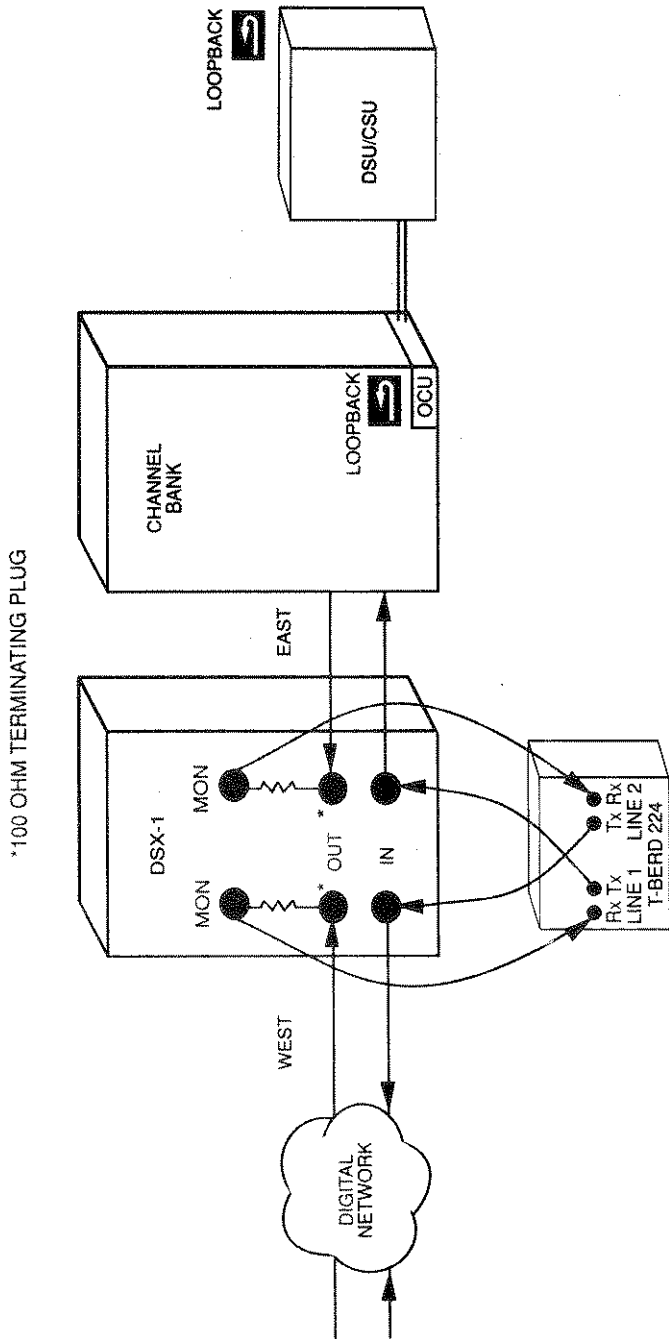 *100 OHM TERMINATING PLUG
LOOPBACK
DSU/CSU
CHANNEL
BANK
LOOPBACK
OCU
EAST
DSX-1
MON
MON
* OUT *
IN
WEST
DIGITAL
NETWORK
Rx Tx Tx Rx
LINE 1 LINE 2
T-BERD 224